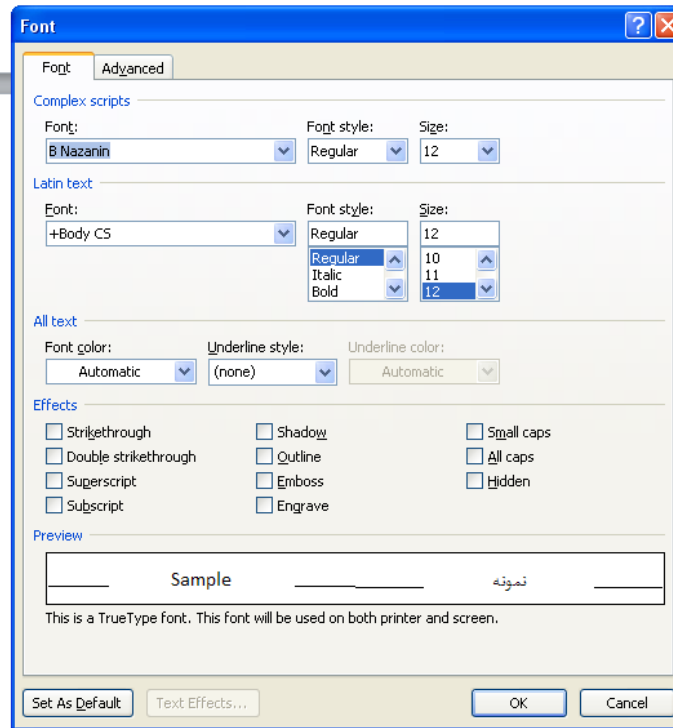 Font
Font Advanced
Complex scripts
Font: Font style: Size:
B Nazanin Regular 12
Latin text
Font: Font style: Size:
+Body CS Regular 12
Regular 10
Italic 11
Bold 12
All text
Font color: Underline style: Underline color:
Automatic (none) Automatic
Effects
Strikethrough Shadow Small caps
Double strikethrough Outline All caps
Superscript Emboss Hidden
Subscript Engrave
Preview
Sample نمونه
This is a TrueType font. This font will be used on both printer and screen.
Set As Default Text Effects... OK Cancel